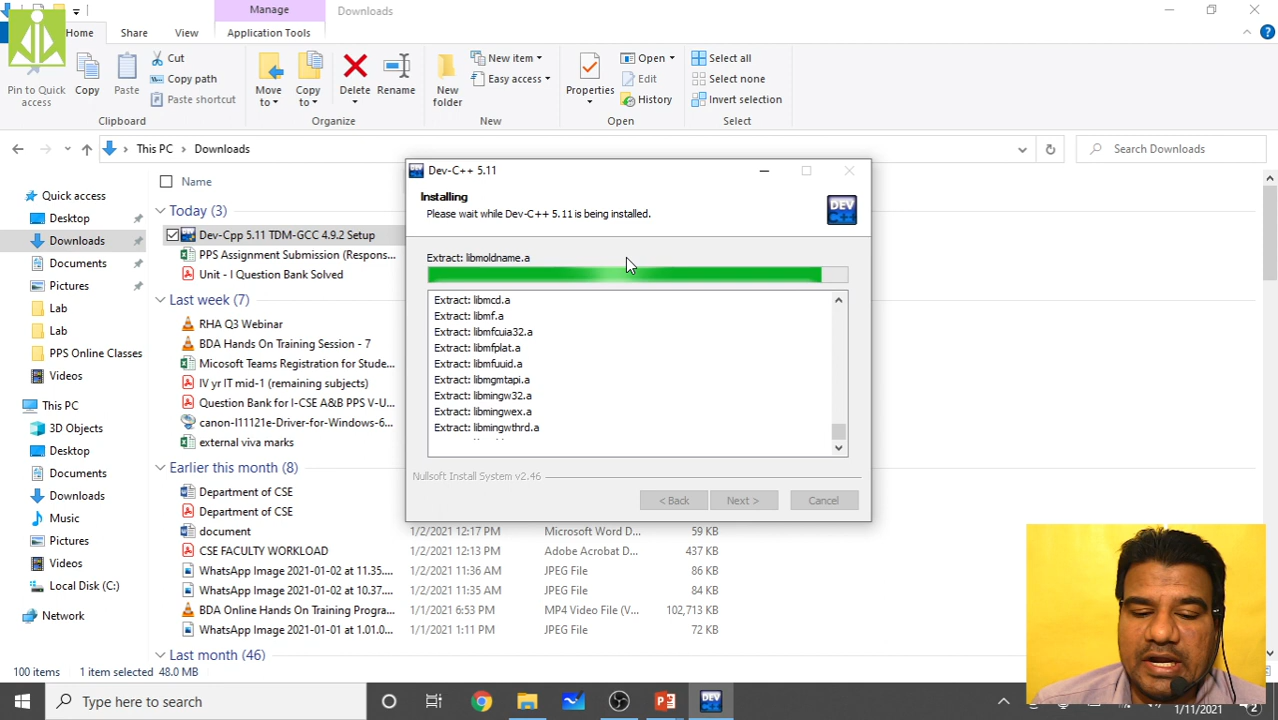 Manage
Downloads
Home
Share
View
Application Tools
Pin to Quick access
Copy
Paste
Cut
Copy path
Paste shortcut
Clipboard
Move to
Copy to
Delete
Rename
Organize
New folder
New item
Easy access
New
Properties
Open
Edit
History
Open
Select all
Select none
Invert selection
Select
This PC
Downloads
Search Downloads
Quick access
Desktop
Downloads
Documents
Pictures
Lab
Lab
PPS Online Classes
Videos
This PC
3D Objects
Desktop
Documents
Downloads
Music
Pictures
Videos
Local Disk (C:)
Network
Name
Today (3)
Dev-Cpp 5.11 TDM-GCC 4.9.2 Setup
PPS Assignment Submission (Respons...
Unit - I Question Bank Solved
Last week (7)
RHA Q3 Webinar
BDA Hands On Training Session - 7
Micosoft Teams Registration for Stude...
IV yr IT mid-1 (remaining subjects)
Question Bank for I-CSE A&B PPS V-U...
canon-I11121e-Driver-for-Windows-6...
external viva marks
Earlier this month (8)
Department of CSE
Department of CSE
document 1/2/2021 12:17 PM Microsoft Word D... 59 KB
CSE FACULTY WORKLOAD 1/2/2021 12:13 PM Adobe Acrobat D... 437 KB
WhatsApp Image 2021-01-02 at 11.35.... 1/2/2021 11:36 AM JPEG File 86 KB
WhatsApp Image 2021-01-02 at 10.37.... 1/2/2021 11:35 AM JPEG File 84 KB
BDA Online Hands On Training Progra... 1/1/2021 6:53 PM MP4 Video File (V... 102,713 KB
WhatsApp Image 2021-01-01 at 1.01.0... 1/1/2021 1:11 PM JPEG File 72 KB
Last month (46)
Dev-C++ 5.11
Installing
Please wait while Dev-C++ 5.11 is being installed.
DEV C++
Extract: libmoldname.a
Extract: libmcd.a
Extract: libmf.a
Extract: libmfcuia32.a
Extract: libmfplat.a
Extract: libmfuuid.a
Extract: libmgmtapi.a
Extract: libmingw32.a
Extract: libmingwex.a
Extract: libmingwthrd.a
Nullsoft Install System v2.46
< Back
Next >
Cancel
100 items 1 item selected 48.0 MB
Type here to search
DEV
1/11/2021
2